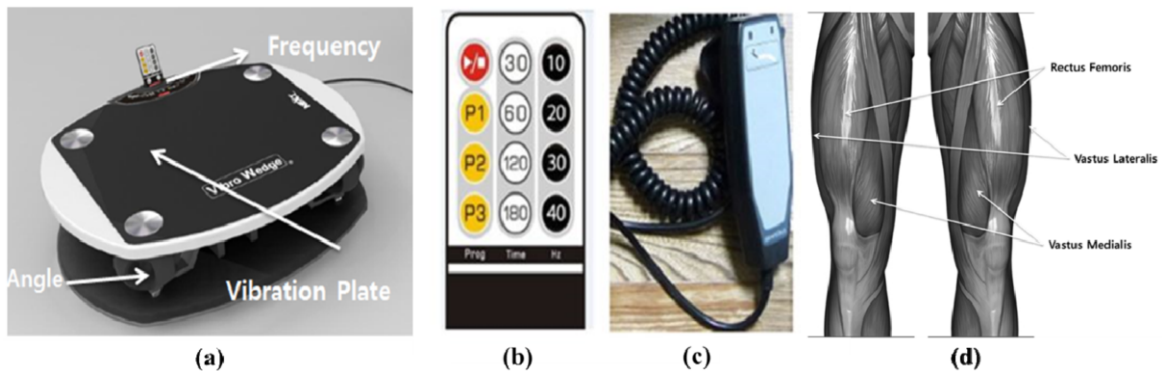 Frequency
Vibro Wedge
Angle
Vibration Plate
(a)
30 10
P1 60 20
P2 120 30
P3 180 40
Prog Time Hz
(b)
(c)
Rectus Femoris
Vastus Lateralis
Vastus Medialis
(d)